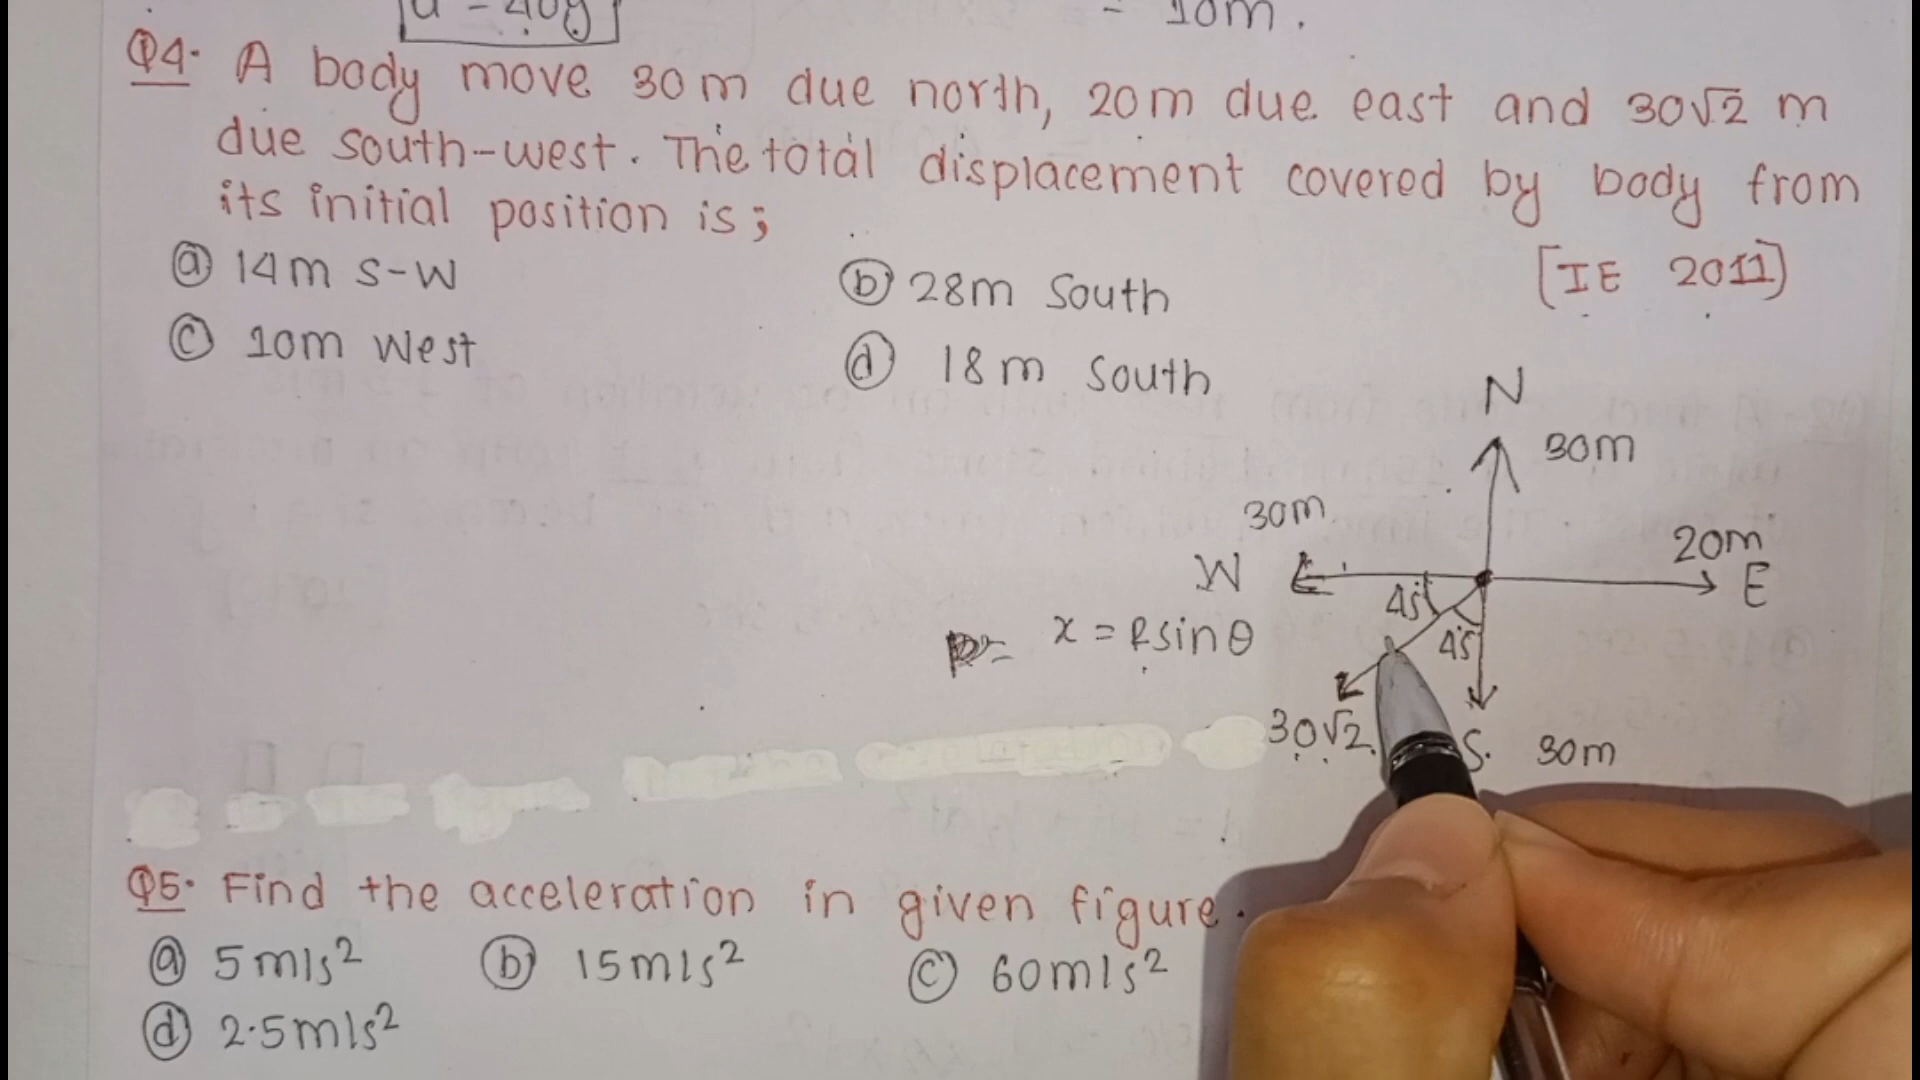 = 10m.
Q4. A body move 30m due north, 20m due east and 30√2 m
due south-west. The total displacement covered by body from
its initial position is;
[IE 2011]
(a) 14m S-W
(b) 28m South
(c) 10m West
(d) 18m South
N
30m
30m
20m
W
E
45
45
x = Rsinθ
30√2
S.
30m
Q5. Find the acceleration in given figure.
(a) 5m/s²
(b) 15m/s²
(c) 60m/s²
(d) 2.5m/s²